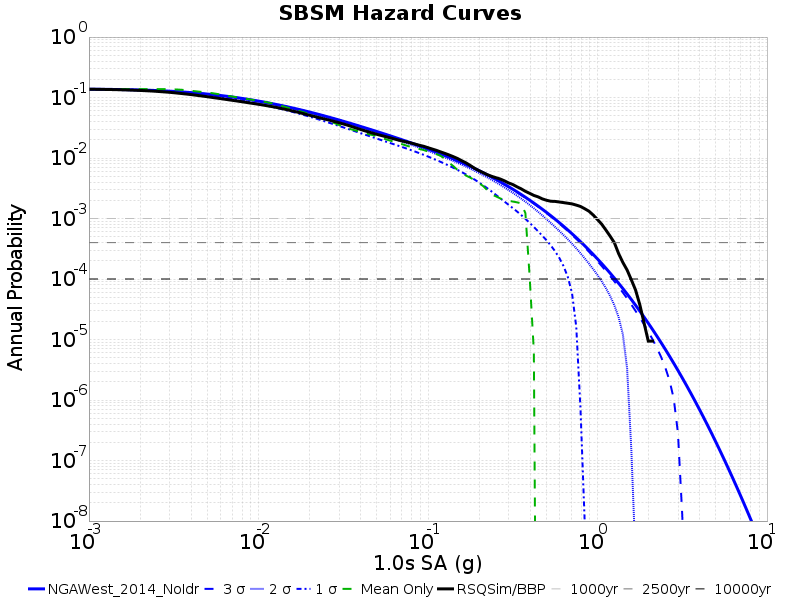 SBSM Hazard Curves
Annual Probability
10^0
10^-1
10^-2
10^-3
10^-4
10^-5
10^-6
10^-7
10^-8
10^-3 10^-2 10^-1 10^0 10^1
1.0s SA (g)
NGAWest_2014_NoIdr 3 σ 2 σ 1 σ Mean Only RSQSim/BBP 1000yr 2500yr 10000yr